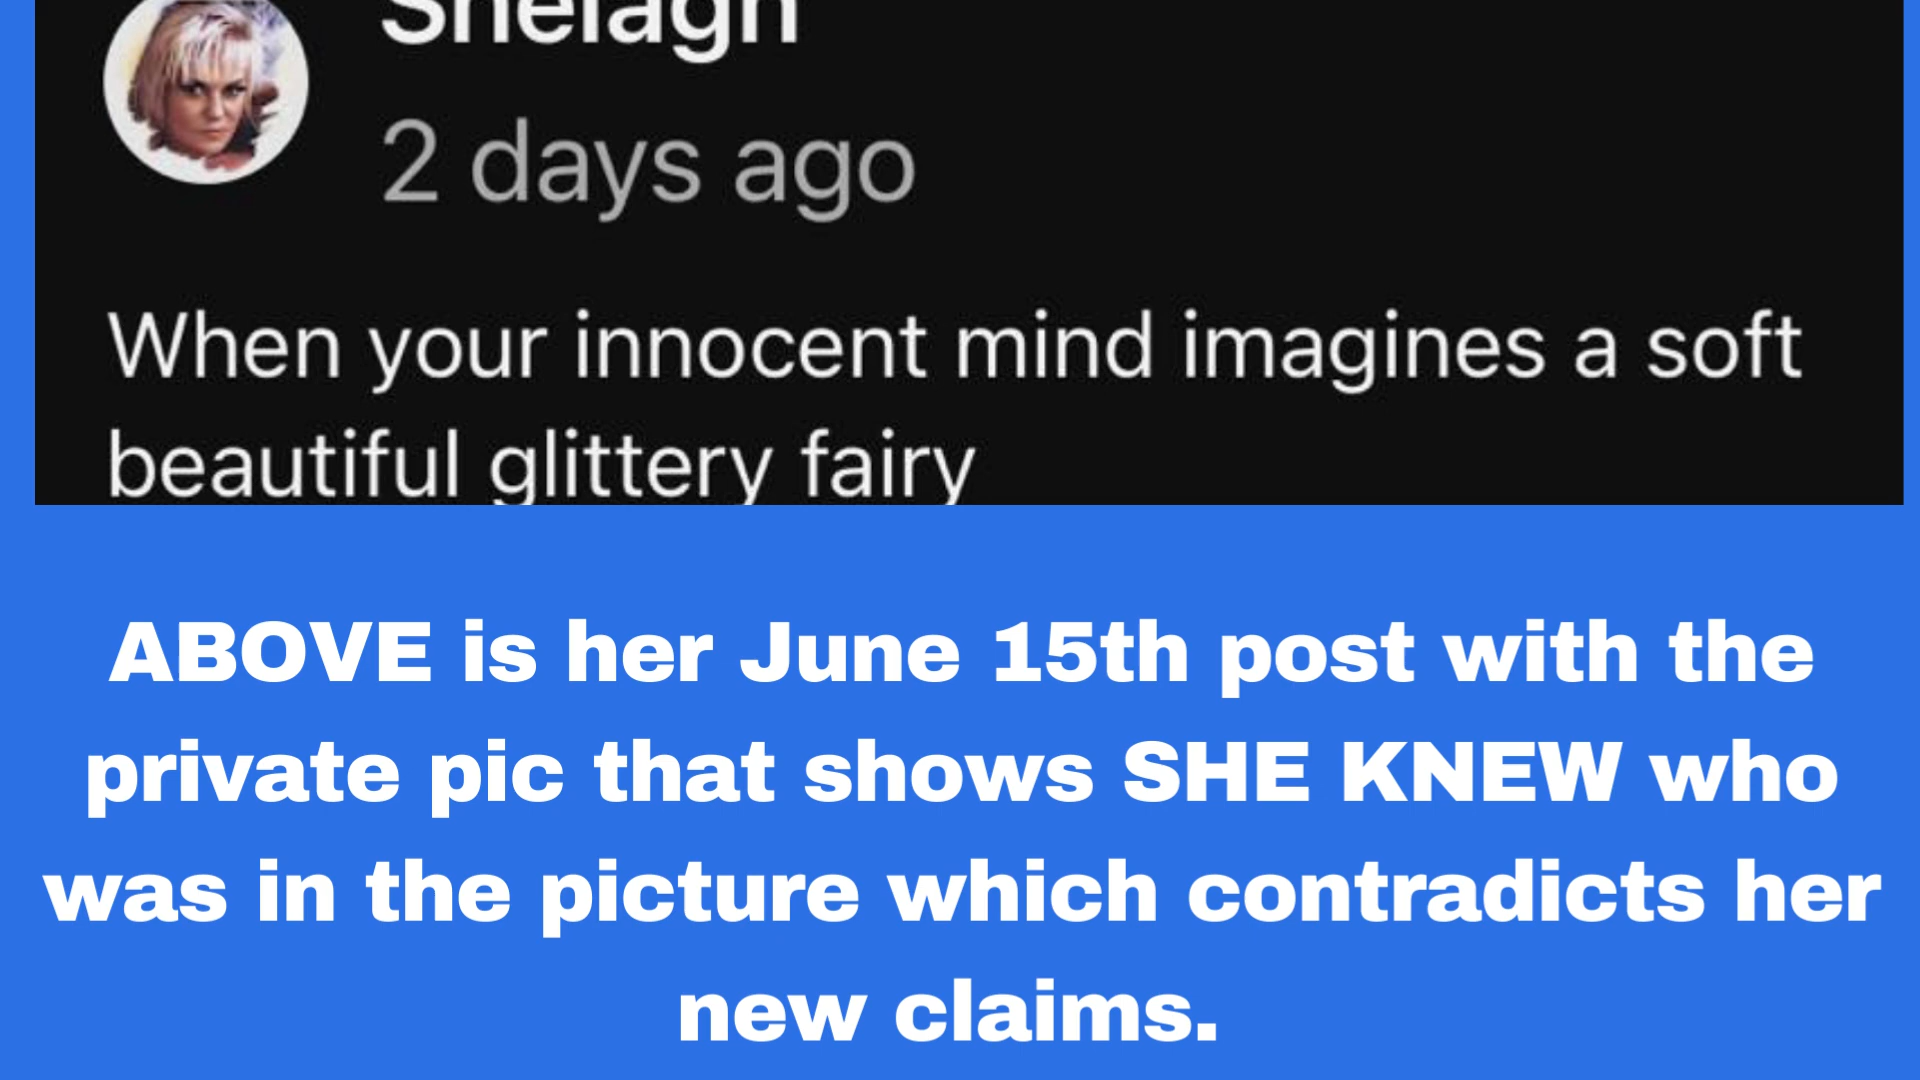 Shelagh
2 days ago
When your innocent mind imagines a soft
beautiful glittery fairy
ABOVE is her June 15th post with the
private pic that shows SHE KNEW who
was in the picture which contradicts her
new claims.